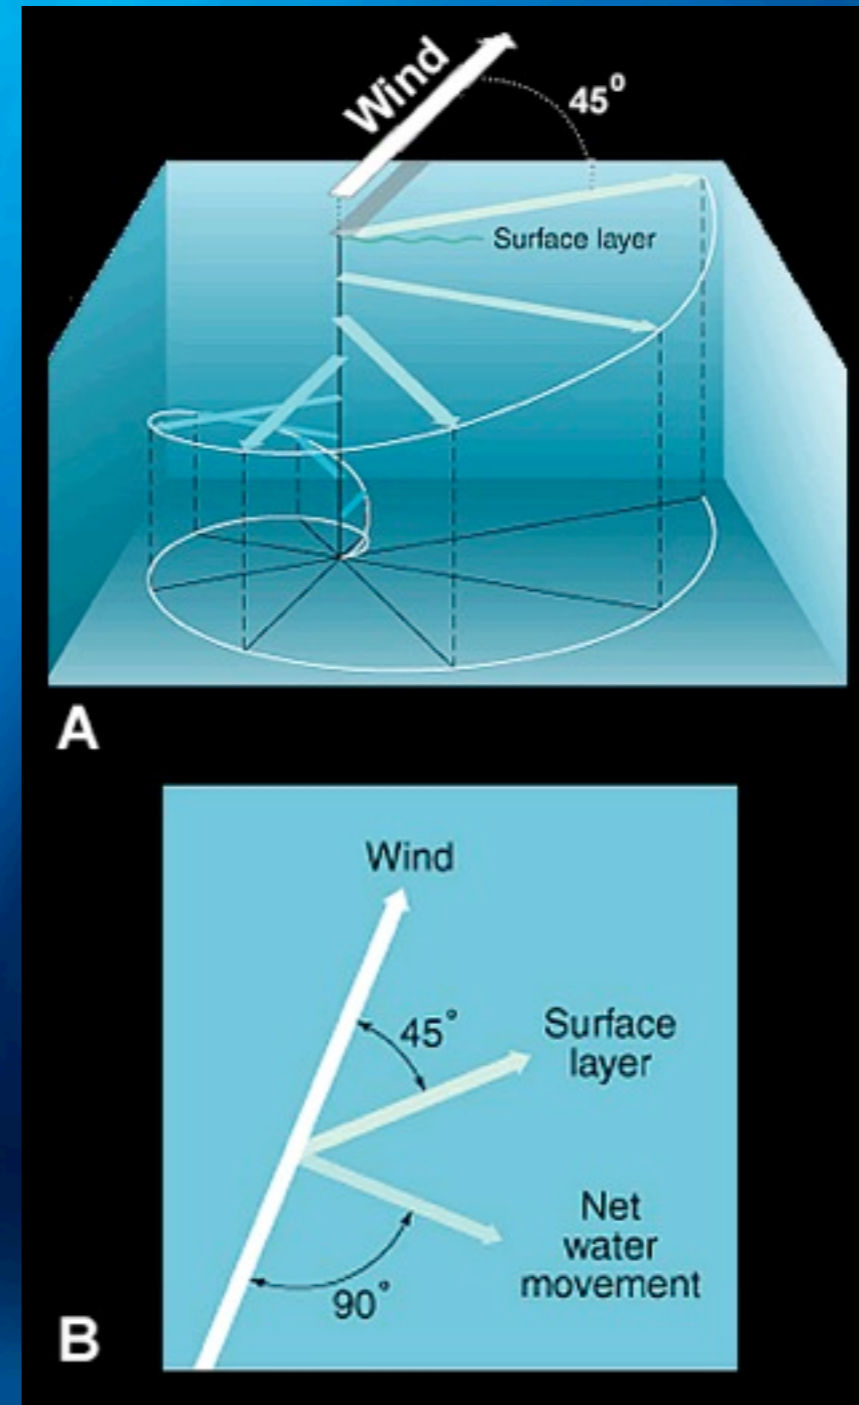 Wind
45°
Surface layer
A
Wind
45°
Surface
layer
Net
water
movement
90°
B